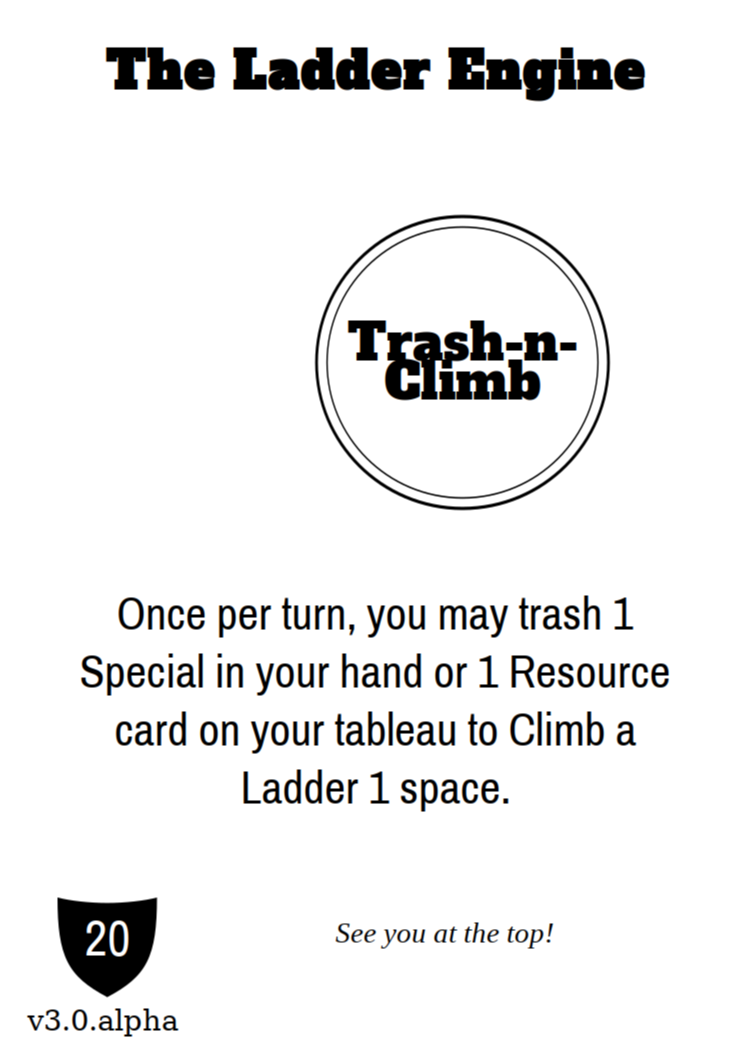 The Ladder Engine
Trash-n-
Climb
Once per turn, you may trash 1
Special in your hand or 1 Resource
card on your tableau to Climb a
Ladder 1 space.
20
See you at the top!
v3.0.alpha